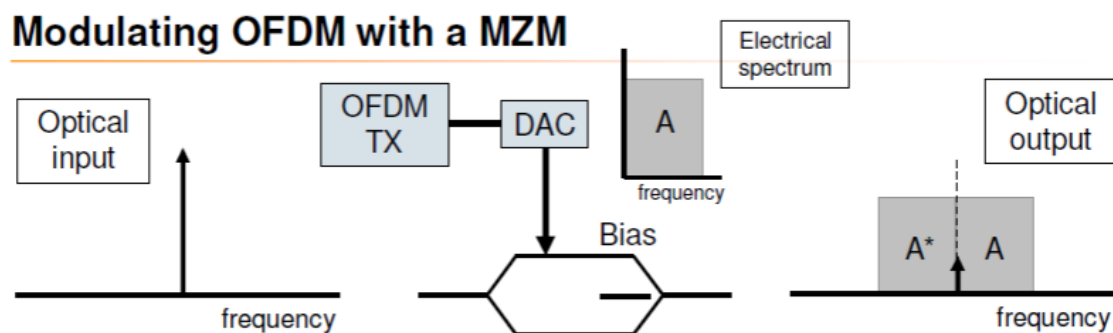 Modulating OFDM with a MZM
Electrical
spectrum
Optical
input
OFDM
TX
DAC
A
frequency
Optical
output
Bias
A*
A
frequency
frequency